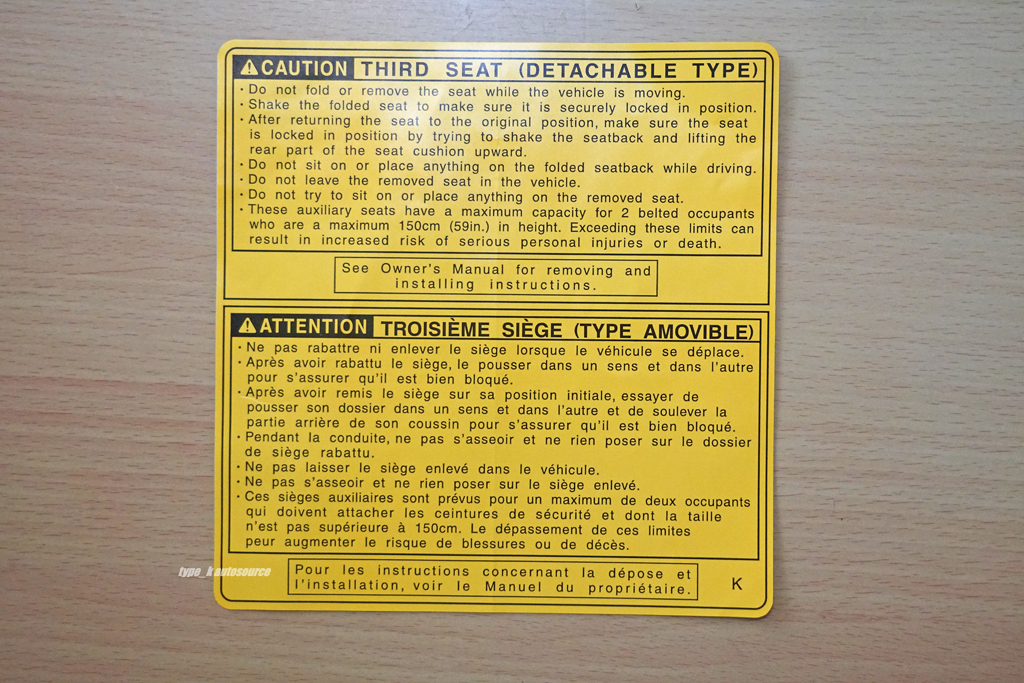 ⚠CAUTION THIRD SEAT (DETACHABLE TYPE)
・Do not fold or remove the seat while the vehicle is moving.
・Shake the folded seat to make sure it is securely locked in position.
・After returning the seat to the original position, make sure the seat
is locked in position by trying to shake the seatback and lifting the
rear part of the seat cushion upward.
・Do not sit on or place anything on the folded seatback while driving.
・Do not leave the removed seat in the vehicle.
・Do not try to sit on or place anything on the removed seat.
・These auxiliary seats have a maximum capacity for 2 belted occupants
who are a maximum 150cm (59in.) in height. Exceeding these limits can
result in increased risk of serious personal injuries or death.
See Owner's Manual for removing and
installing instructions.
⚠ATTENTION TROISIÈME SIÈGE (TYPE AMOVIBLE)
・Ne pas rabattre ni enlever le siège lorsque le véhicule se déplace.
・Après avoir rabattu le siège, le pousser dans un sens et dans l'autre
pour s'assurer qu'il est bien bloqué.
・Après avoir remis le siège sur sa position initiale, essayer de
pousser son dossier dans un sens et dans l'autre et de soulever la
partie arrière de son coussin pour s'assurer qu'il est bien bloqué.
・Pendant la conduite, ne pas s'asseoir et ne rien poser sur le dossier
de siège rabattu.
・Ne pas laisser le siège enlevé dans le véhicule.
・Ne pas s'asseoir et ne rien poser sur le siège enlevé.
・Ces sièges auxiliaires sont prévus pour un maximum de deux occupants
qui doivent attacher les ceintures de sécurité et dont la taille
n'est pas supérieure à 150cm. Le dépassement de ces limites
peur augmenter le risque de blessures ou de décès.
Pour les instructions concernant la dépose et
l'installation, voir le Manuel du propriétaire.
K
type_k autosource